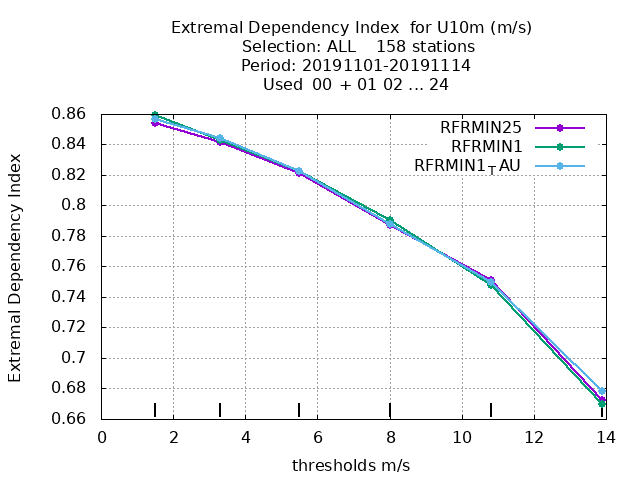 Extremal Dependency Index  for U10m (m/s)
Selection: ALL    158 stations
Period: 20191101-20191114
Used  00  + 01 02 ... 24
Extremal Dependency Index
0.86
0.84
0.82
0.8
0.78
0.76
0.74
0.72
0.7
0.68
0.66
RFRMIN25
RFRMIN1
RFRMIN1TAU
0 2 4 6 8 10 12 14
thresholds m/s